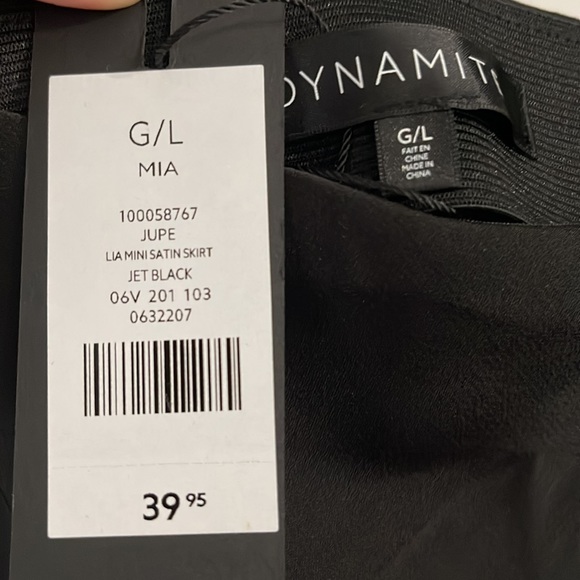 G/L
MIA
100058767
JUPE
LIA MINI SATIN SKIRT
JET BLACK
06V 201 103
0632207
39 95
DYNAMITE
G/L
FAIT EN
CHINE
MADE IN
CHINA